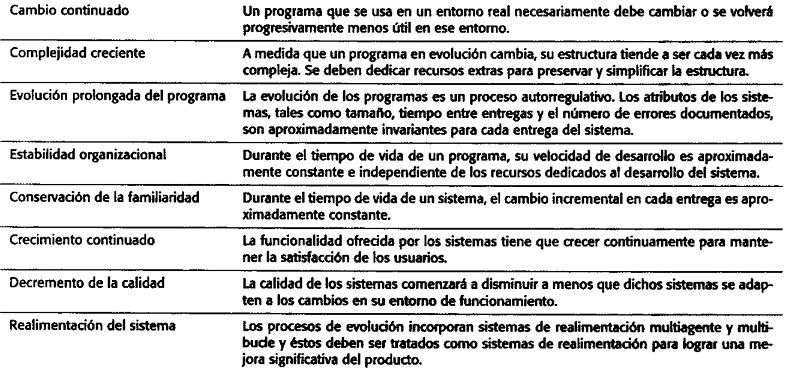 Cambio continuado
Un programa que se usa en un entorno real necesariamente debe cambiar o se volverá
progresivamente menos útil en ese entorno.
Complejidad creciente
A medida que un programa en evolución cambia, su estructura tiende a ser cada vez más
compleja. Se deben dedicar recursos extras para preservar y simplificar la estructura.
Evolución prolongada del programa
La evolución de los programas es un proceso autorregulativo. Los atributos de los siste-
mas, tales como tamaño, tiempo entre entregas y el número de errores documentados,
son aproximadamente invariantes para cada entrega del sistema.
Estabilidad organizacional
Durante el tiempo de vida de un programa, su velocidad de desarrollo es aproximada-
mente constante e independiente de los recursos dedicados al desarrollo del sistema.
Conservación de la familiaridad
Durante el tiempo de vida de un sistema, el cambio incremental en cada entrega es apro-
ximadamente constante.
Crecimiento continuado
La funcionalidad ofrecida por los sistemas tiene que crecer continuamente para mante-
ner la satisfacción de los usuarios.
Decremento de la calidad
La calidad de los sistemas comenzará a disminuir a menos que dichos sistemas se adap-
ten a los cambios en su entorno de funcionamiento.
Realimentación del sistema
Los procesos de evolución incorporan sistemas de realimentación multiagente y multi-
bucle y éstos deben ser tratados como sistemas de realimentación para lograr una me-
jora significativa del producto.